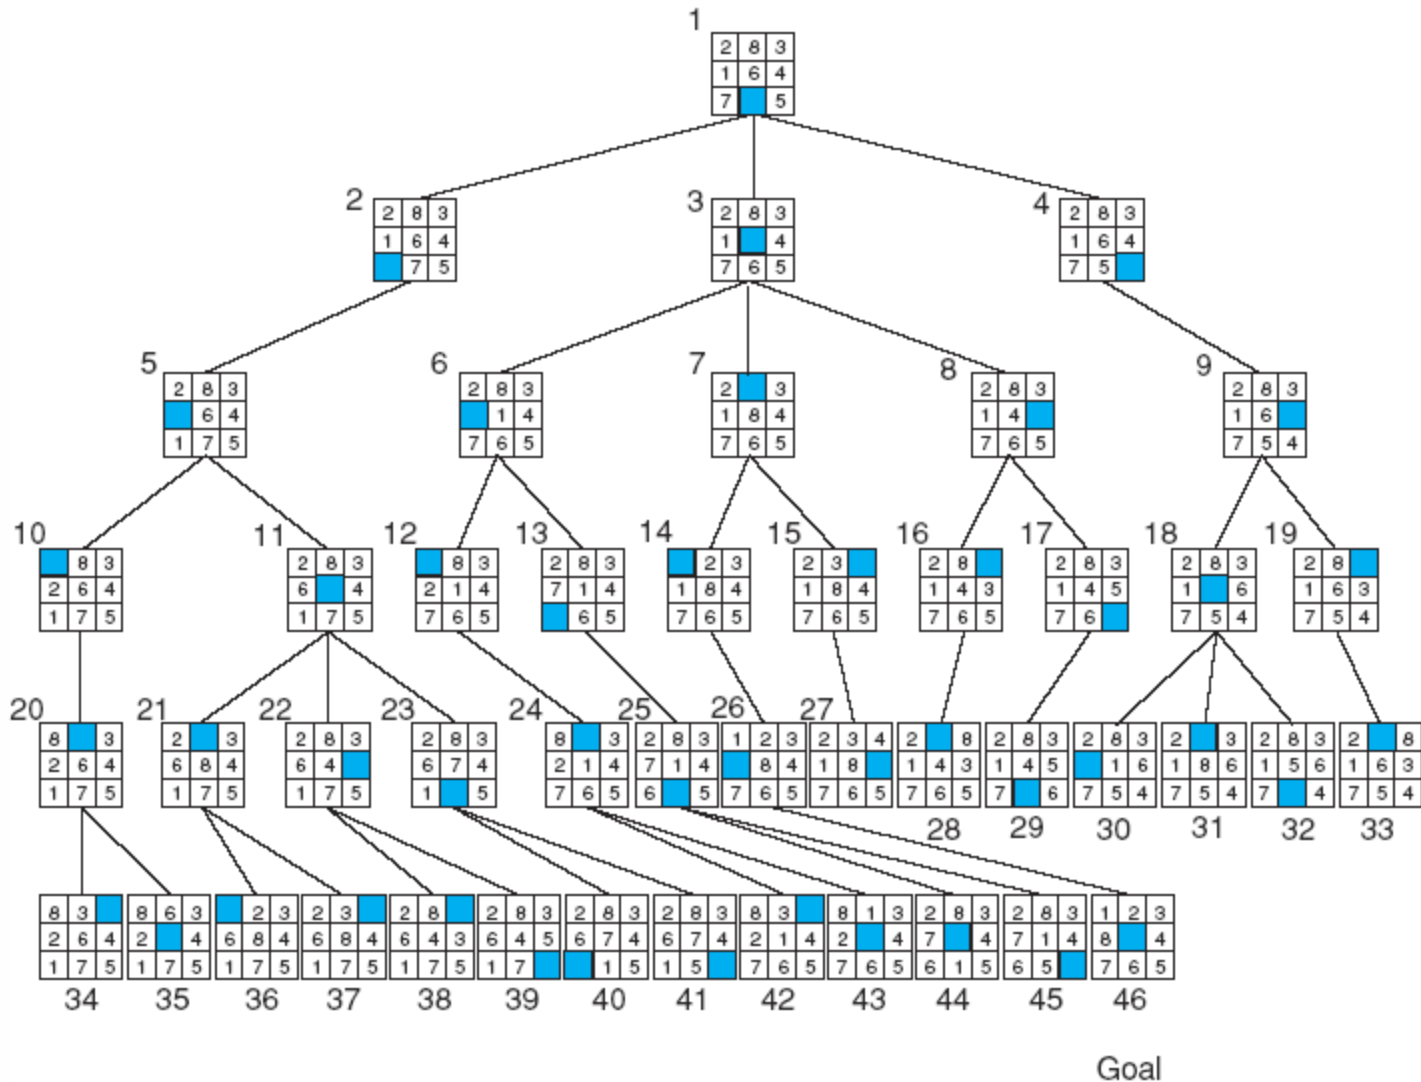 1
2 8 3
1 6 4
7 5
2
3
4
2 8 3
2 8 3
2 8 3
1 6 4
1 4
1 6 4
7 5
7 6 5
7 5
5
6
7
8
9
2 8 3
2 8 3
2 3
2 8 3
2 8 3
6 4
1 4
1 8 4
1 4
1 6
1 7 5
7 6 5
7 6 5
7 6 5
7 5 4
10
11
12
13
14
15
16
17
18
19
8 3
2 8 3
8 3
2 8 3
2 3
2 3
2 8
2 8 3
2 8 3
2 8
2 6 4
6 4
2 1 4
7 1 4
1 8 4
1 8 4
1 4 3
1 4 5
1 6
1 6 3
1 7 5
1 7 5
7 6 5
6 5
7 6 5
7 6 5
7 6 5
7 6
7 5 4
7 5 4
20
21
22
23
24
25
26
27
8 3
2 3
2 8 3
2 8 3
8 3
2 8 3
1 2 3
2 3 4
2 8
2 8 3
2 8 3
2 3
2 8 3
2 8
2 6 4
6 8 4
6 4
6 7 4
2 1 4
7 1 4
8 4
1 8
1 4 3
1 4 5
1 6
1 8 6
1 5 6
1 6 3
1 7 5
1 7 5
1 7 5
1 5
7 6 5
6 5
7 6 5
7 6 5
7 6 5
7 6
7 5 4
7 5 4
7 4
7 5 4
28
29
30
31
32
33
8 3
8 6 3
2 3
2 3
2 8
2 8 3
2 8 3
2 8 3
8 3
8 1 3
2 8 3
2 8 3
1 2 3
2 6 4
2 4
6 8 4
6 8 4
6 4 3
6 4 5
6 7 4
6 7 4
2 1 4
2 4
7 4
7 1 4
8 4
1 7 5
1 7 5
1 7 5
1 7 5
1 7 5
1 7
1 5
1 5
7 6 5
7 6 5
6 1 5
6 5
7 6 5
34
35
36
37
38
39
40
41
42
43
44
45
46
Goal